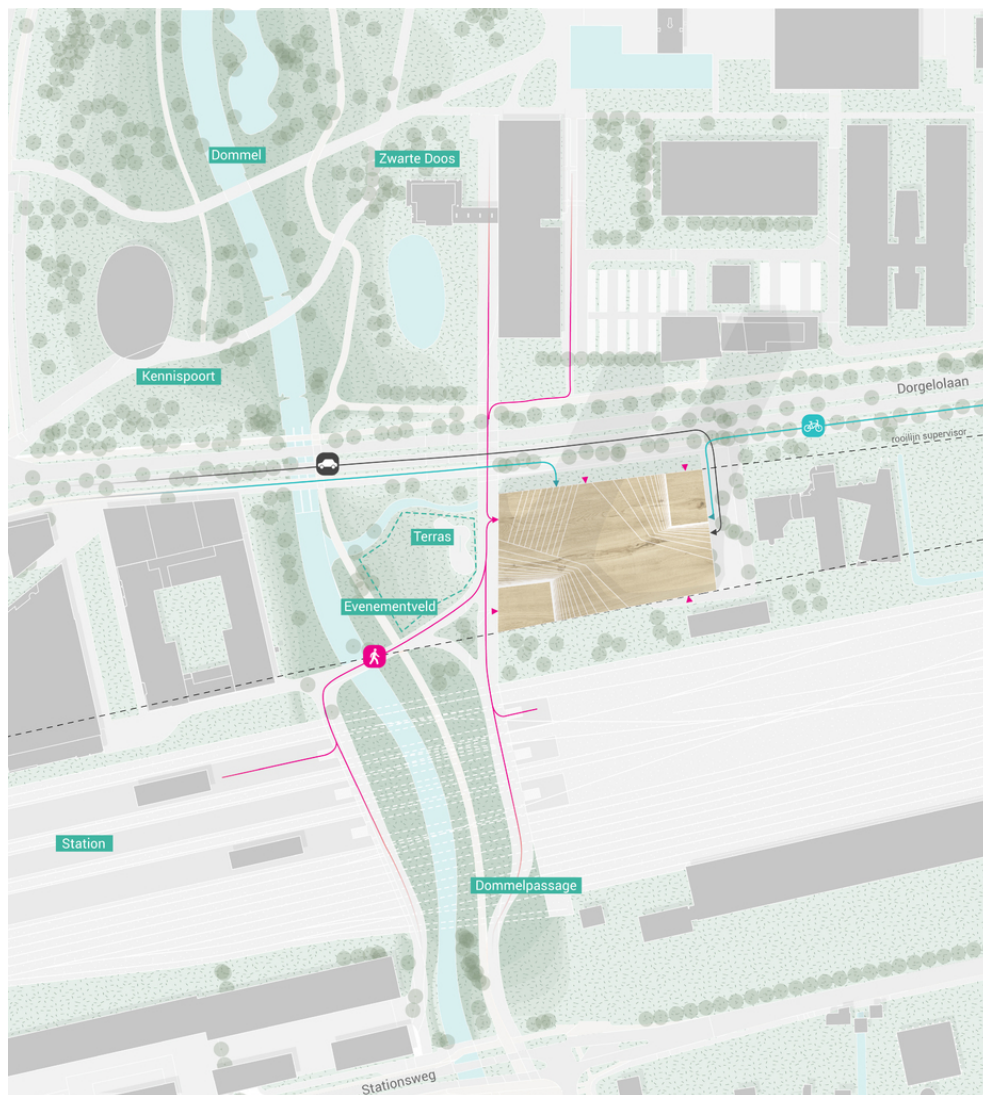 Dommel
Zwarte Doos
Kennispoort
Dorgelolaan
rooilijn supervisor
Terras
Evenementveld
Station
Dommelpassage
Stationsweg